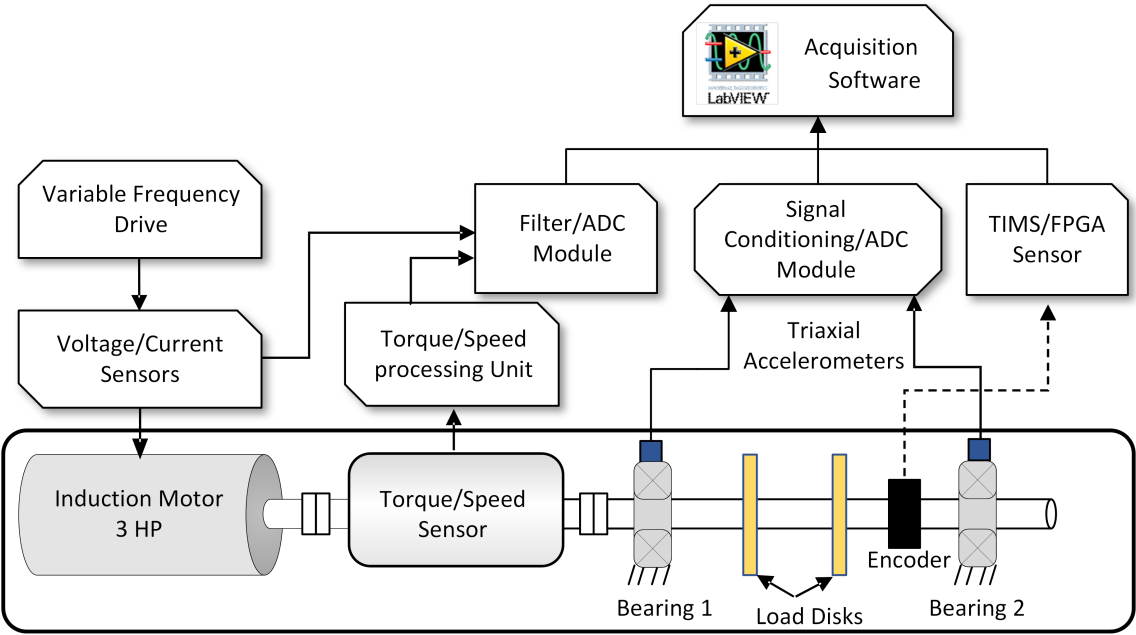 Acquisition
Software
LabVIEW
Variable Frequency
Drive
Filter/ADC
Module
Signal
Conditioning/ADC
Module
TIMS/FPGA
Sensor
Voltage/Current
Sensors
Torque/Speed
processing Unit
Triaxial
Accelerometers
Induction Motor
3 HP
Torque/Speed
Sensor
Encoder
Bearing 1
Load Disks
Bearing 2